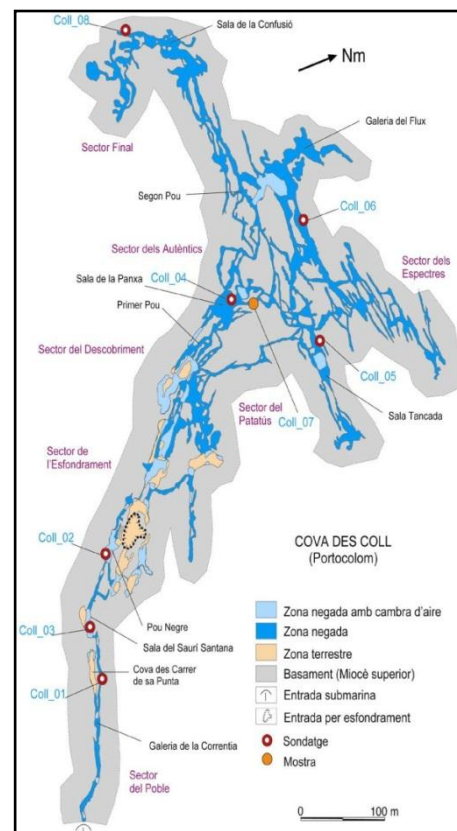 Coll_08
Sala de la Confusió
Nm
Galeria del Flux
Sector Final
Segon Pou
Coll_06
Sector dels Autèntics
Sector dels
Espectres
Sala de la Panxa
Coll_04
Primer Pou
Sector del Descobriment
Coll_05
Sector del
Patatús
Sala Tancada
Coll_07
Sector de
l'Esfondrament
Coll_02
COVA DES COLL
(Portocolom)
Pou Negre
Zona negada amb cambra d'aire
Coll_03
Zona negada
Sala del Saurí Santana
Zona terrestre
Cova des Carrer
de sa Punta
Basament (Miocè superior)
Coll_01
Entrada submarina
Entrada per esfondrament
Galeria de la Correntia
Sondatge
Mostra
Sector
del Poble
0 100 m